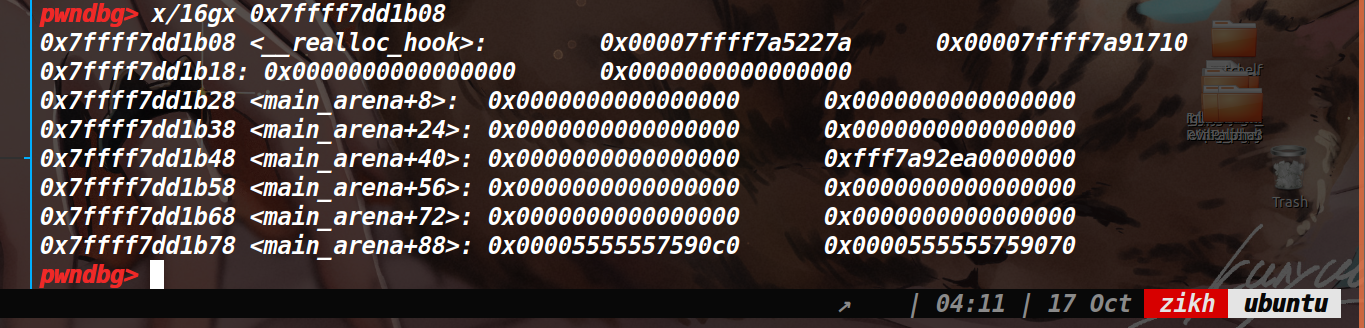 pwndbg> x/16gx 0x7ffff7dd1b08
0x7ffff7dd1b08 <__realloc_hook>: 0x00007ffff7a5227a 0x00007ffff7a91710
0x7ffff7dd1b18: 0x0000000000000000 0x0000000000000000
0x7ffff7dd1b28 <main_arena+8>: 0x0000000000000000 0x0000000000000000
0x7ffff7dd1b38 <main_arena+24>: 0x0000000000000000 0x0000000000000000
0x7ffff7dd1b48 <main_arena+40>: 0x0000000000000000 0xfff7a92ea0000000
0x7ffff7dd1b58 <main_arena+56>: 0x0000000000000000 0x0000000000000000
0x7ffff7dd1b68 <main_arena+72>: 0x0000000000000000 0x0000000000000000
0x7ffff7dd1b78 <main_arena+88>: 0x00005555557590c0 0x0000555555759070
pwndbg>
Trash
↗ | 04:11 | 17 Oct zikh ubuntu